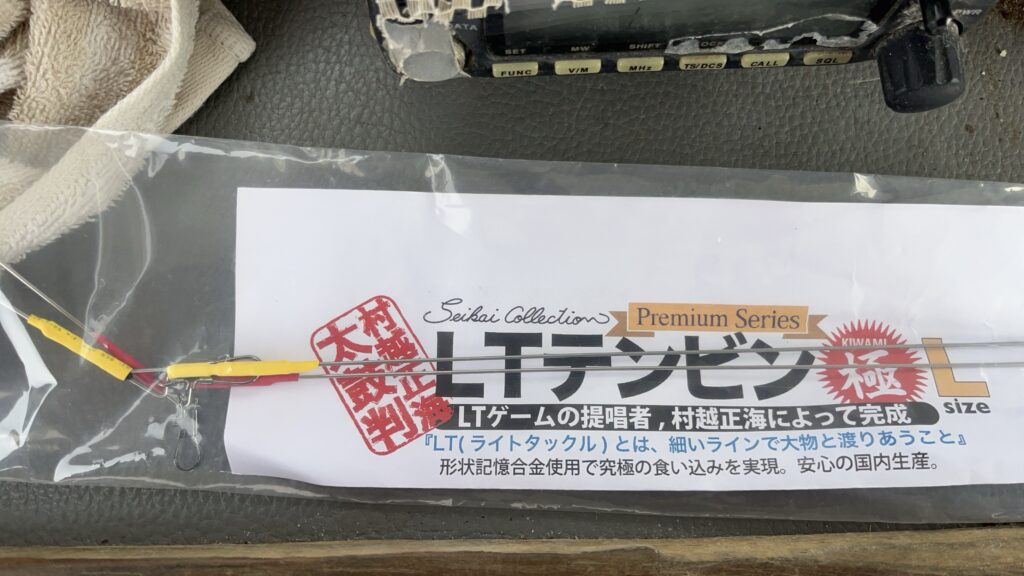 SET MW SHIFT
FUNC V/M MHz TS/DCS CALL SQL
Seikai Collection
Premium Series
村越正海
太鼓判
LTテンビン
KIWAMI
極
L
size
LTゲームの提唱者,村越正海によって完成
『LT(ライトタックル)とは、細いラインで大物と渡りあうこと』
形状記憶合金使用で究極の食い込みを実現。安心の国内生産。